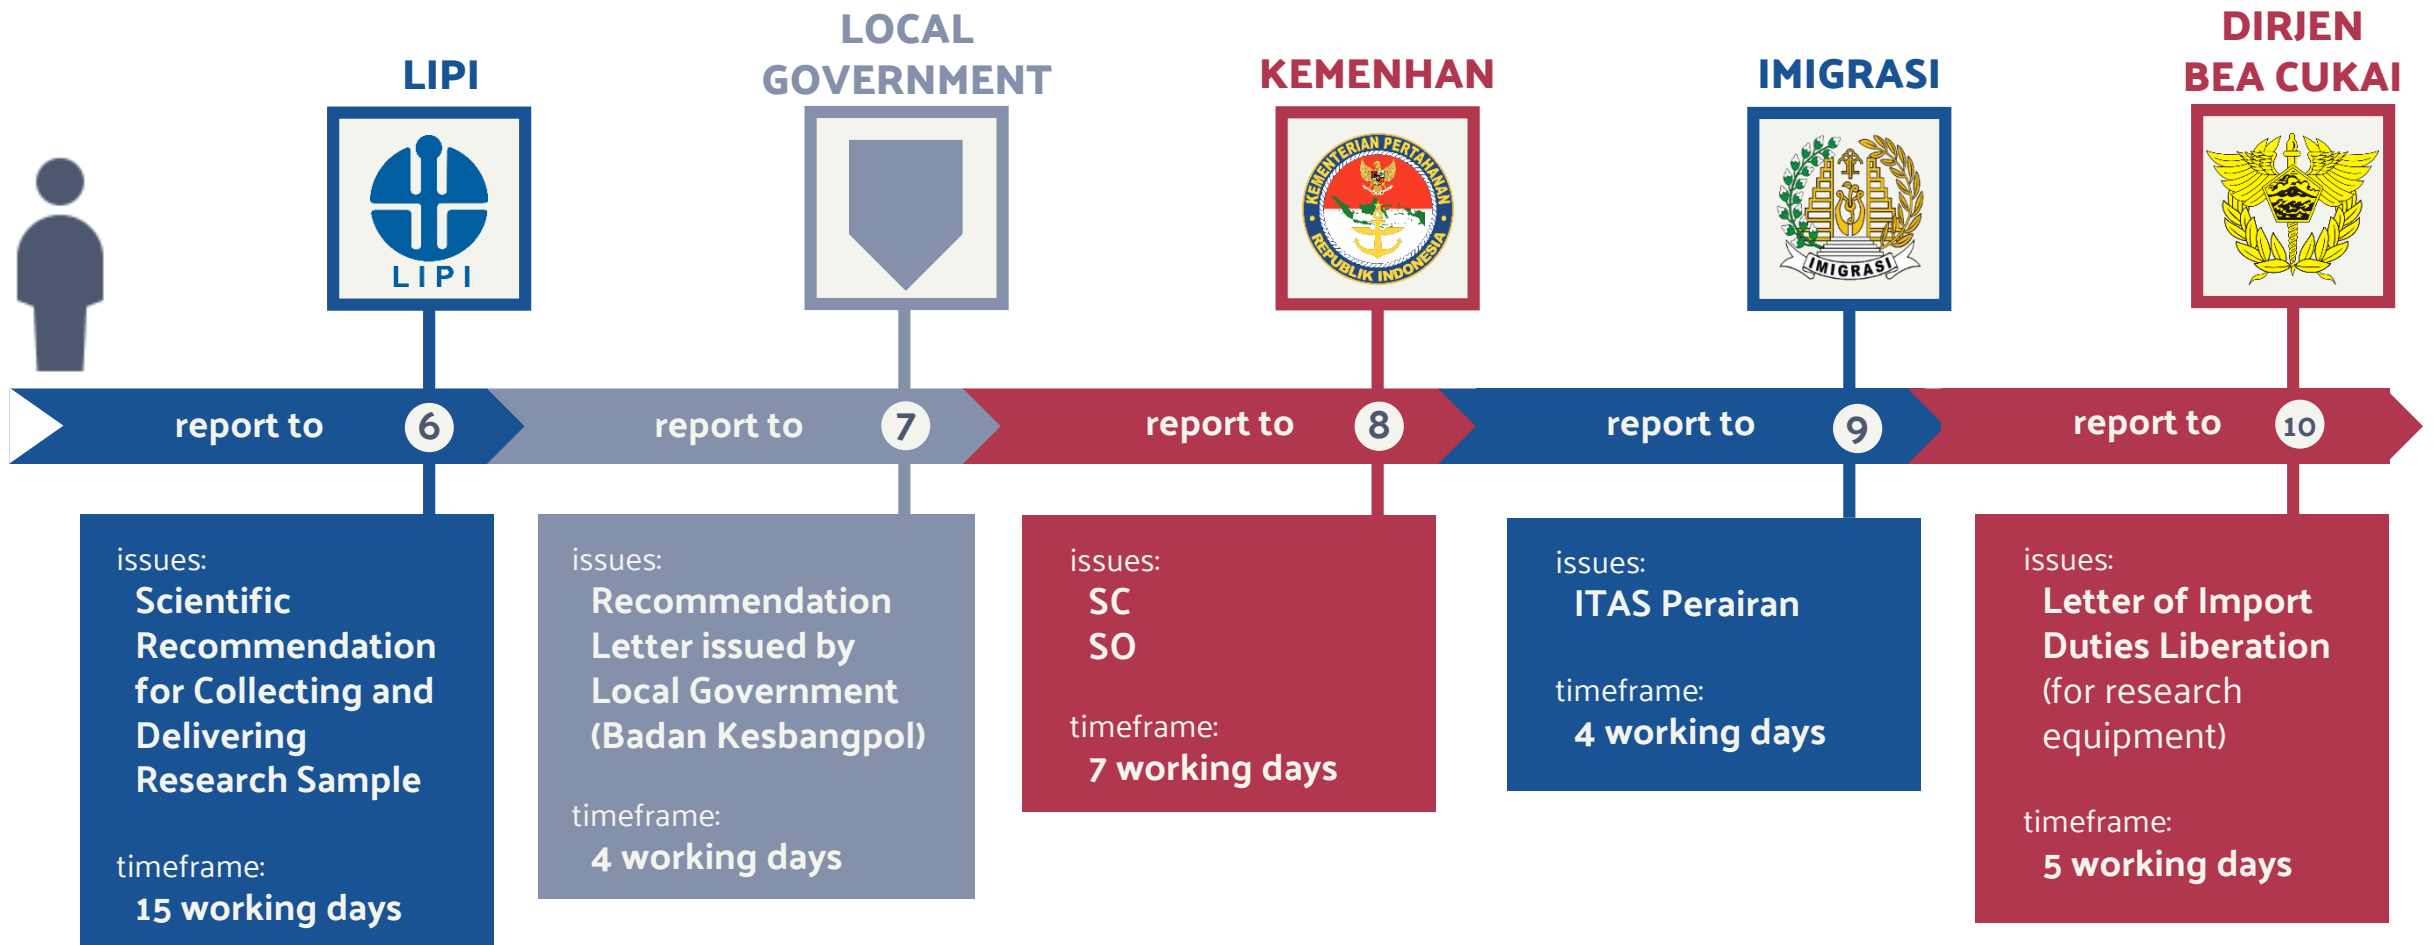 LIPI
LIPI
report to
6
issues:
Scientific
Recommendation
for Collecting and
Delivering
Research Sample
timeframe:
15 working days
LOCAL
GOVERNMENT
report to
7
issues:
Recommendation
Letter issued by
Local Government
(Badan Kesbangpol)
timeframe:
4 working days
KEMENHAN
KEMENTERIAN PERTAHANAN
REPUBLIK INDONESIA
report to
8
issues:
SC
SO
timeframe:
7 working days
IMIGRASI
IMIGRASI
report to
9
issues:
ITAS Perairan
timeframe:
4 working days
DIRJEN
BEA CUKAI
report to
10
issues:
Letter of Import
Duties Liberation
(for research
equipment)
timeframe:
5 working days